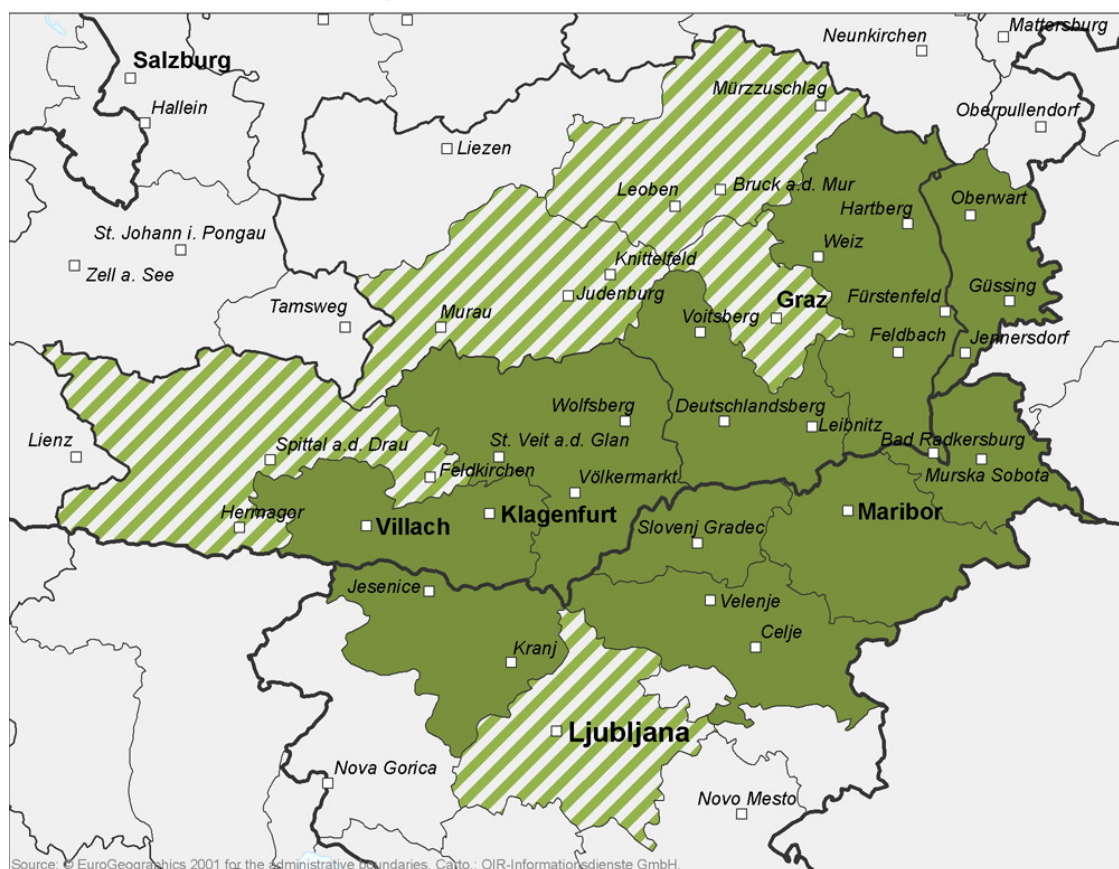 Mattersburg
Neunkirchen
Salzburg
Hallein
Mürzzuschlag
Oberpullendorf
Liezen
Leoben
Bruck a.d. Mur
Oberwart
Hartberg
St. Johann i. Pongau
Weiz
Zell a. See
Knittelfeld
Güssing
Judenburg
Graz
Fürstenfeld
Tamsweg
Murau
Voitsberg
Feldbach
Jennersdorf
Wolfsberg
Deutschlandsberg
Leibnitz
Lienz
Spittal a.d. Drau
St. Veit a.d. Glan
Bad Radkersburg
Feldkirchen
Völkermarkt
Murska Sobota
Hermagor
Villach
Klagenfurt
Maribor
Slovenj Gradec
Jesenice
Velenje
Celje
Kranj
Ljubljana
Nova Gorica
Novo Mesto
Source: © EuroGeographics 2001 for the administrative boundaries. Carto.: OIR-Informationsdienste GmbH.